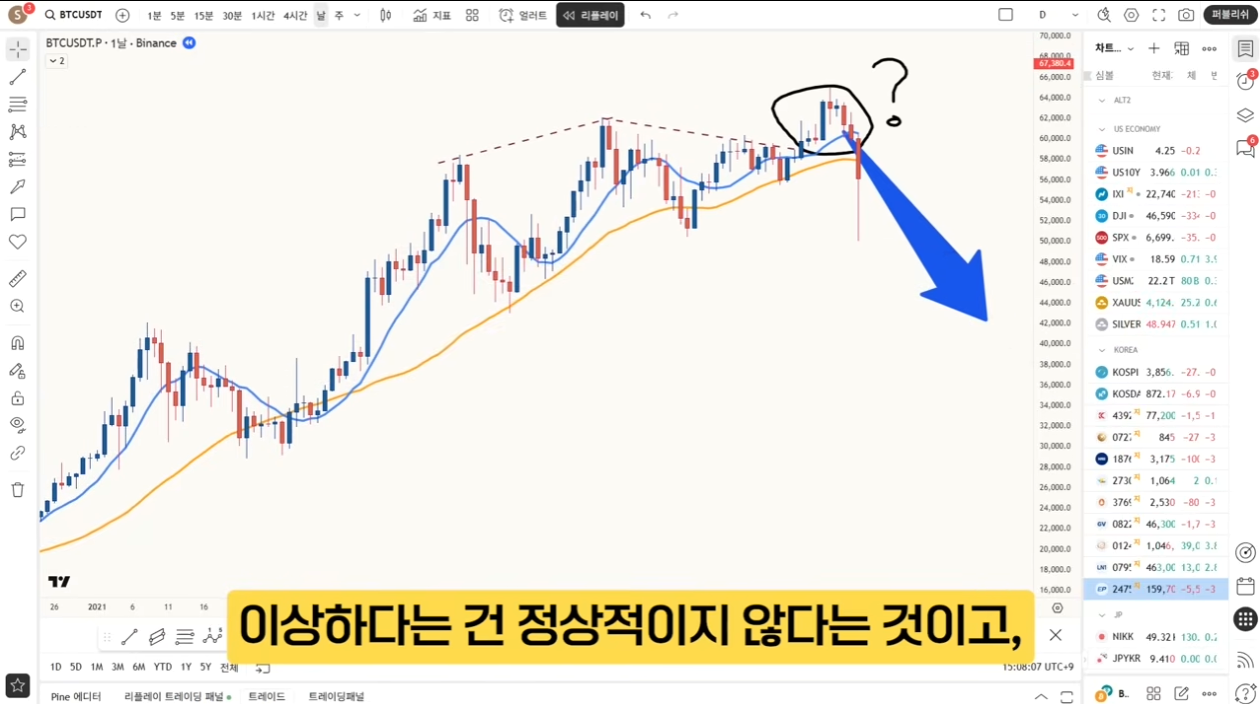 S 3 BTCUSDT 1분 5분 15분 30분 1시간 4시간 날 주 지표 얼러트 리플레이 D 퍼블리쉬
BTCUSDT.P · 1날 · Binance
2
70,000.0
68,000.0
67,380.4
66,000.0
64,000.0
62,000.0
60,000.0
58,000.0
56,000.0
54,000.0
52,000.0
50,000.0
48,000.0
46,000.0
44,000.0
42,000.0
40,000.0
38,000.0
36,000.0
34,000.0
32,000.0
30,000.0
28,000.0
26,000.0
24,000.0
22,000.0
20,000.0
18,000.0
16,000.0
?
차트...
심볼 현재: 체 번
ALT2
US ECONOMY
USIN 4.25 −0.2
US10Y 3.966 0.01
IXI 22,740 −213 −0
DJI 46,590 −334 −0
SPX 6,699. −35. −0
VIX 18.59 0.71 3.9
22.2 T 80 B
XAUUS 4,124. 25.2 0.6
SILVER 48.947 0.51 1.0
KOREA
KOSPI 3,856. −27. −0
KOSDA 872.17 −6.9 −0
77,200 −1,5 −1
845 −27 −3
1876 3,175 −100 −3
2730 1,064 2
3769 2,530 −80 −3
0822 46,300 −1,7 −3
1,046, 39,0 3.8
0795 463,00 13,0 2.8
2475 159,70 −5,5 −3
JP
NIKK 130.
JPYKR 9.410 0.00
3
6
26 2021 6 11 16
이상하다는 건 정상적이지 않다는 것이고,
1D 5D 1M 3M 6M YTD 1Y 5Y 전체
15:08:07 UTC+9
Pine 에디터 리플레이 트레이딩 패널 트레이드 트레이딩패널
B..